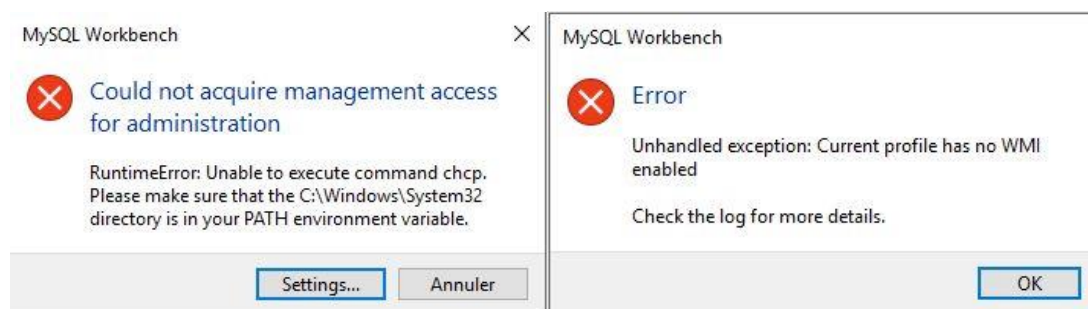 MySQL Workbench
Could not acquire management access
for administration
RuntimeError: Unable to execute command chcp.
Please make sure that the C:\Windows\System32
directory is in your PATH environment variable.
Settings...
Annuler
MySQL Workbench
Error
Unhandled exception: Current profile has no WMI
enabled
Check the log for more details.
OK